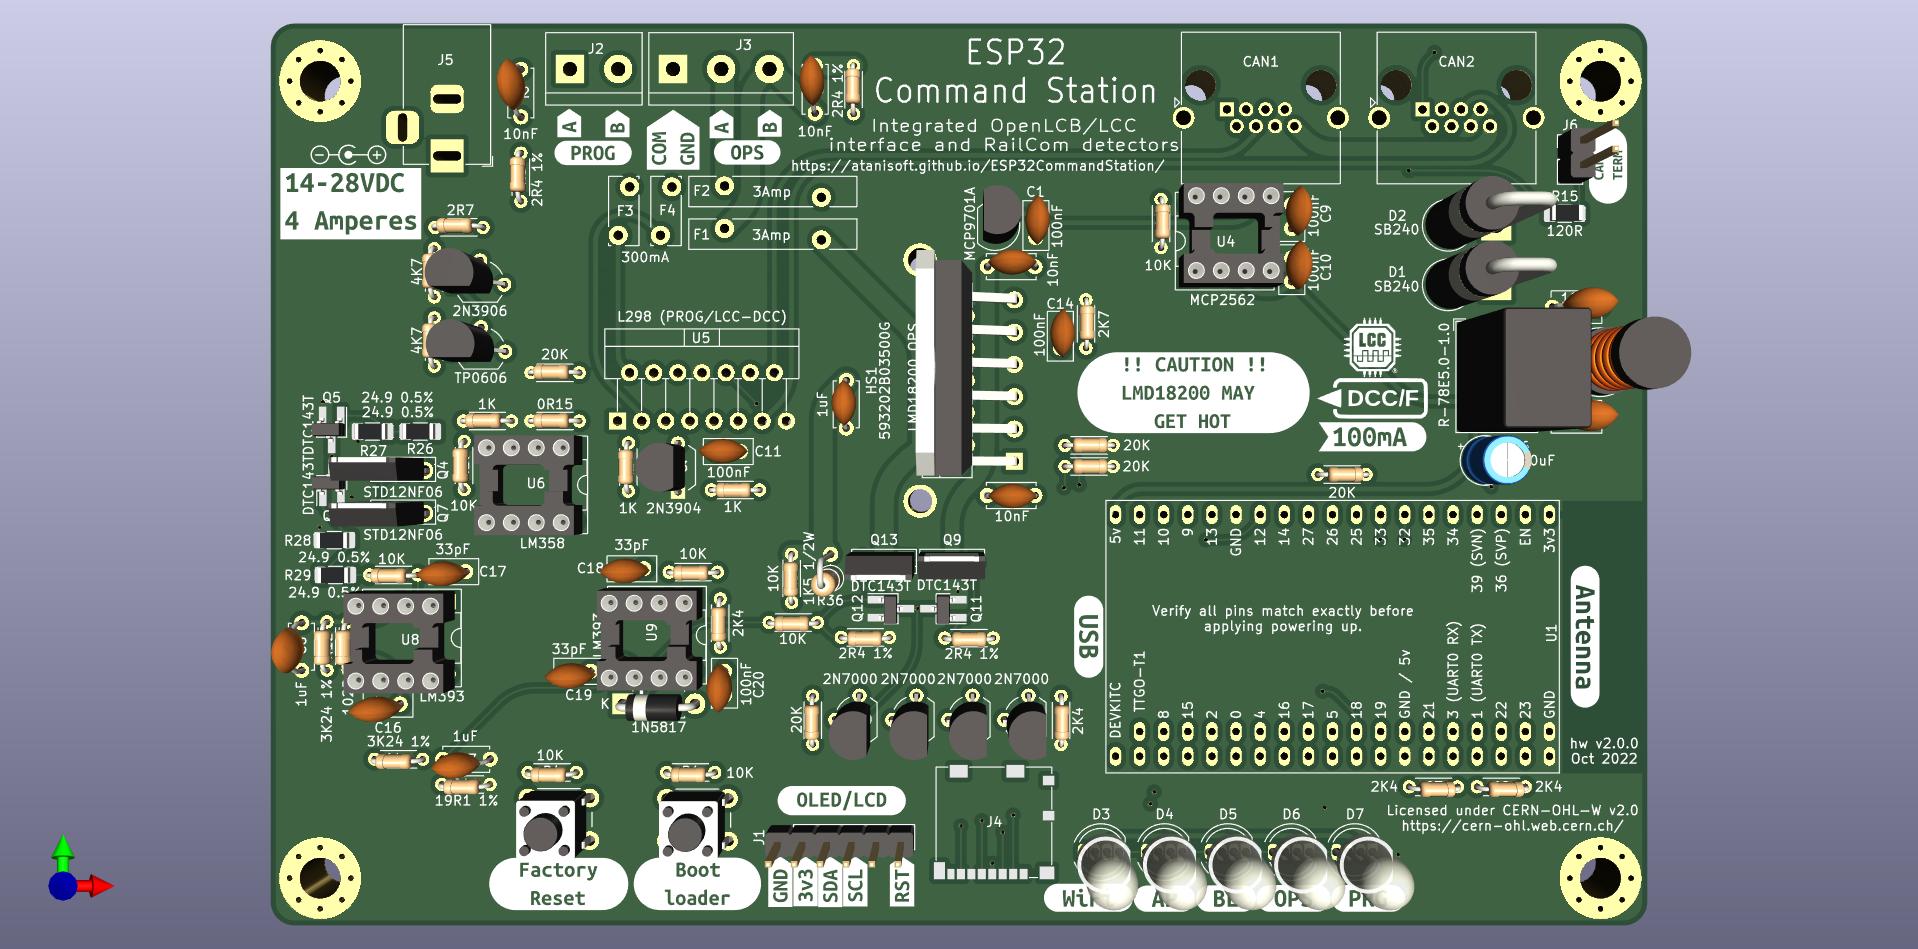 ESP32
Command Station
Integrated OpenLCB/LCC
interface and RailCom detectors
https://atanisoft.github.io/ESP32CommandStation/
J5
J2
J3
CAN1
CAN2
J6
10nF
10nF
2R4 1%
A
B
COM
GND
A
B
PROG
OPS
TERM
14-28VDC
4 Amperes
2R4 1%
F2
3Amp
F1
3Amp
F3
F4
300mA
MCP9701A
C1
100nF
10nF
10K
U4
MCP2562
C9
C10
R15
120R
D2
SB240
D1
SB240
2R7
4K7
2N3906
4K7
TP0606
20K
L298 (PROG/LCC-DCC)
U5
C14
100nF
2K7
HS1
593202B03500G
LMD18200 OPS
1uF
!! CAUTION !!
LMD18200 MAY
GET HOT
LCC
DCC/F
100mA
R-78E5.0-1.0
Q5
24.9 0.5%
24.9 0.5%
DTC143T
DTC143T
R27
R26
1K
0R15
Q4
STD12NF06
Q7
STD12NF06
10K
U6
LM358
1K
2N3904
C11
100nF
1K
10nF
20K
20K
20K
R28
24.9 0.5%
R29
24.9 0.5%
10K
33pF
C17
33pF
C18
10K
10K
1K5 1/2W
R36
Q13
Q9
DTC143T
DTC143T
Q12
Q11
10K
2R4 1%
2R4 1%
U8
LM393
U9
2K4
33pF
C19
100nF
C20
K
1N5817
1uF
3K24 1%
C16
3K24 1%
1uF
19R1 1%
10K
10K
20K
2N7000
2N7000
2N7000
2N7000
2K4
5v
11
10
9
13
GND
12
14
27
26
25
33
32
35
34
39 (SVN)
36 (SVP)
EN
3v3
Verify all pins match exactly before
applying powering up.
USB
Antenna
U1
DEVKITC
TTGO-T1
8
15
2
0
4
16
17
5
18
19
GND / 5v
21
3 (UART0 RX)
1 (UART0 TX)
22
23
GND
hw v2.0.0
Oct 2022
2K4
2K4
Licensed under CERN-OHL-W v2.0
https://cern-ohl.web.cern.ch/
Factory
Reset
Boot
loader
OLED/LCD
J1
GND
3v3
SDA
SCL
RST
J4
D3
D4
D5
D6
D7